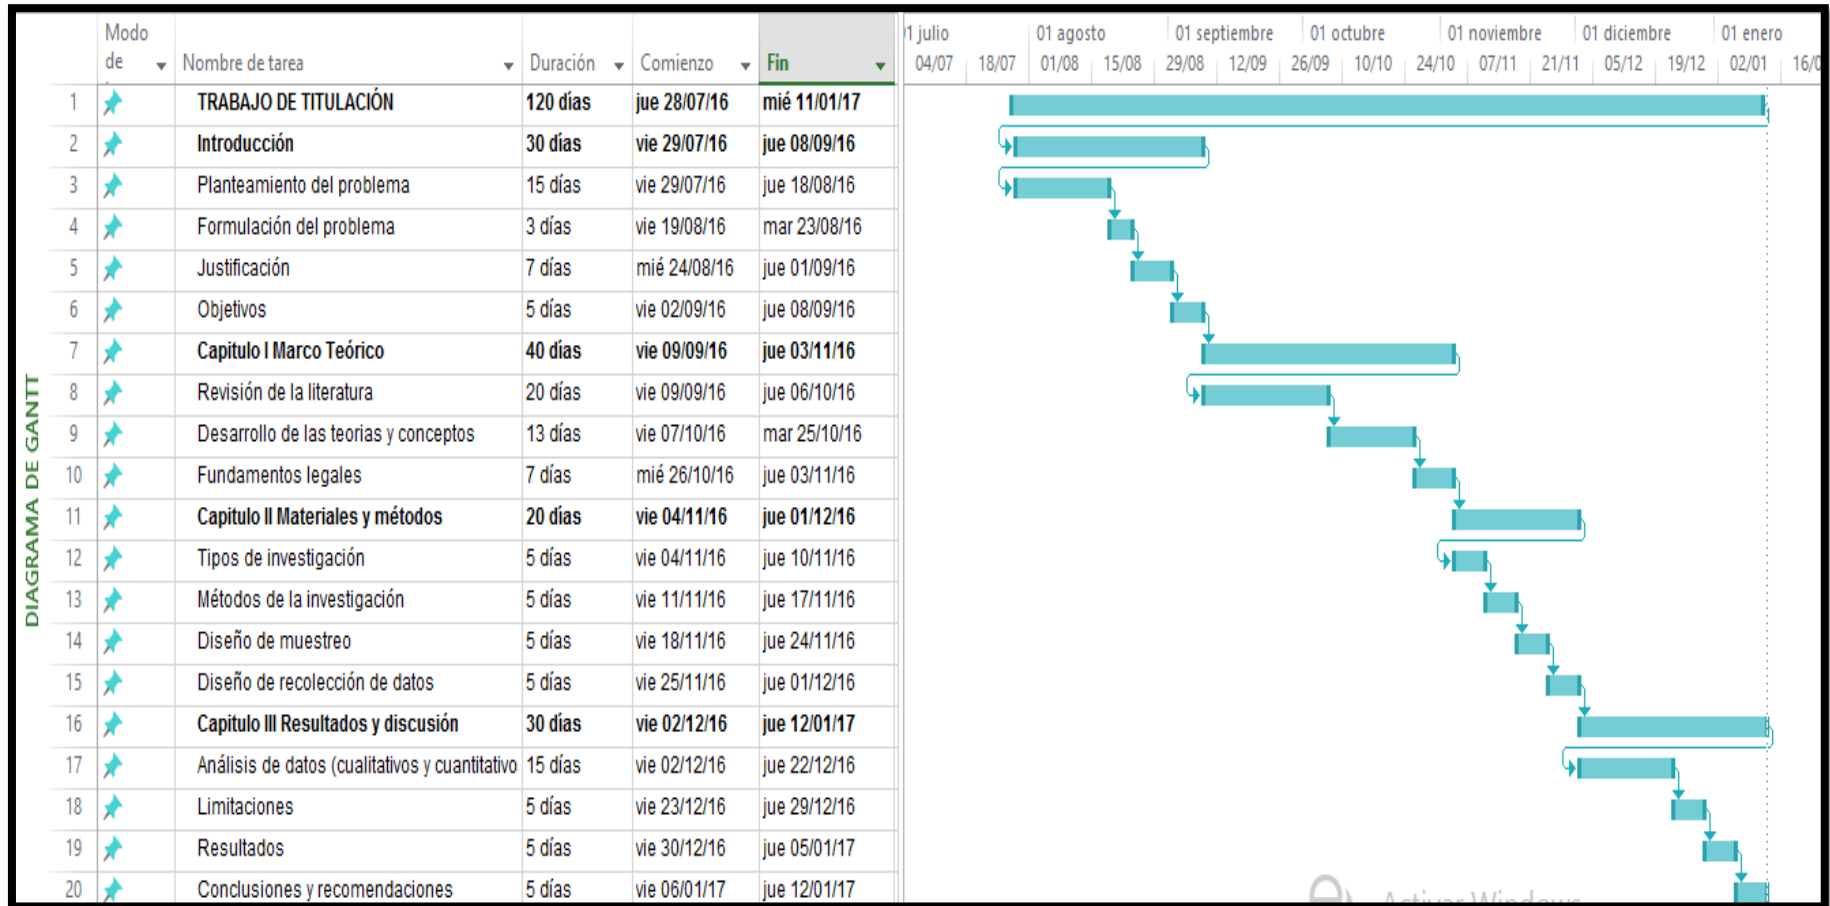 DIAGRAMA DE GANTT
Modo de
Nombre de tarea Duración Comienzo Fin
01 agosto 01 septiembre 01 octubre 01 noviembre 01 diciembre 01 enero
1 julio
04/07 18/07 01/08 15/08 29/08 12/09 26/09 10/10 24/10 07/11 21/11 05/12 19/12 02/01 16/0
1 TRABAJO DE TITULACIÓN 120 días jue 28/07/16 mié 11/01/17
2 Introducción 30 días vie 29/07/16 jue 08/09/16
3 Planteamiento del problema 15 días vie 29/07/16 jue 18/08/16
4 Formulación del problema 3 días vie 19/08/16 mar 23/08/16
5 Justificación 7 días mié 24/08/16 jue 01/09/16
6 Objetivos 5 días vie 02/09/16 jue 08/09/16
7 Capitulo I Marco Teórico 40 días vie 09/09/16 jue 03/11/16
8 Revisión de la literatura 20 días vie 09/09/16 jue 06/10/16
9 Desarrollo de las teorias y conceptos 13 días vie 07/10/16 mar 25/10/16
10 Fundamentos legales 7 días mié 26/10/16 jue 03/11/16
11 Capitulo II Materiales y métodos 20 días vie 04/11/16 jue 01/12/16
12 Tipos de investigación 5 días vie 04/11/16 jue 10/11/16
13 Métodos de la investigación 5 días vie 11/11/16 jue 17/11/16
14 Diseño de muestreo 5 días vie 18/11/16 jue 24/11/16
15 Diseño de recolección de datos 5 días vie 25/11/16 jue 01/12/16
16 Capitulo III Resultados y discusión 30 días vie 02/12/16 jue 12/01/17
17 Análisis de datos (cualitativos y cuantitativo 15 días vie 02/12/16 jue 22/12/16
18 Limitaciones 5 días vie 23/12/16 jue 29/12/16
19 Resultados 5 días vie 30/12/16 jue 05/01/17
20 Conclusiones y recomendaciones 5 días vie 06/01/17 jue 12/01/17
Activar Windows